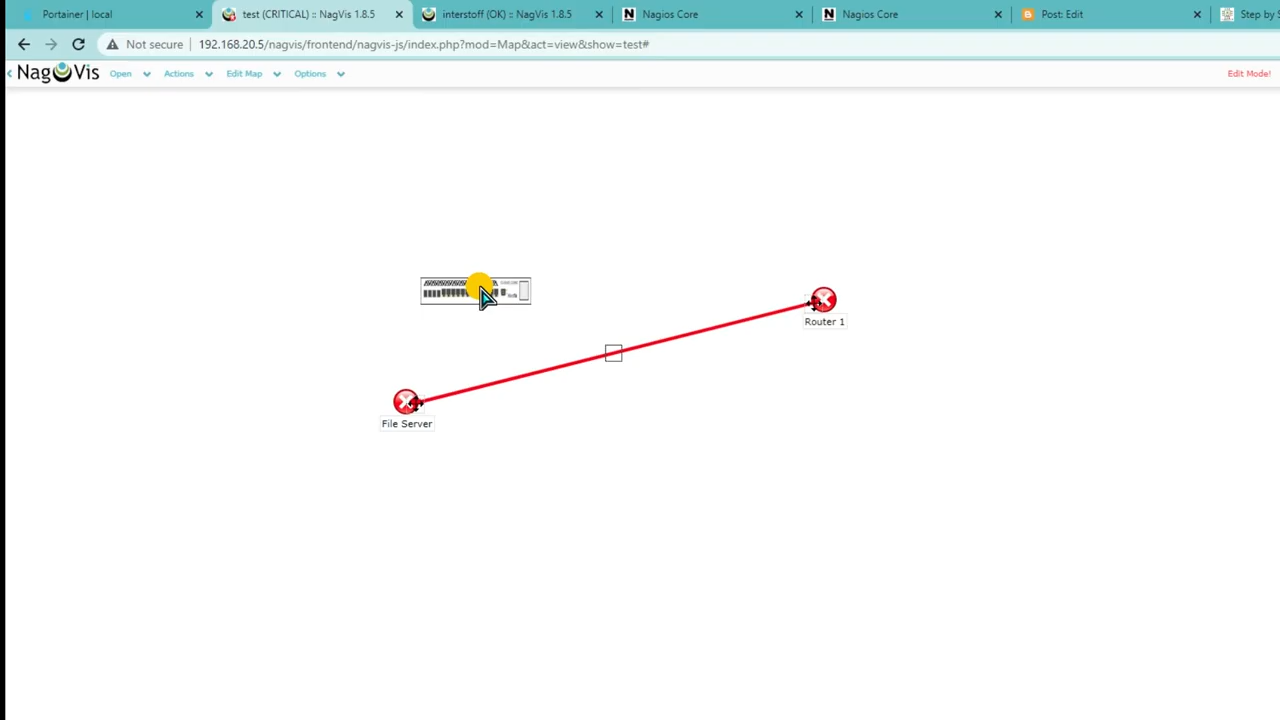 Portainer | local
test (CRITICAL) :: NagVis 1.8.5
interstoff (OK) :: NagVis 1.8.5
Nagios Core
Nagios Core
Post: Edit
Step by S
Not secure
192.168.20.5/nagvis/frontend/nagvis-js/index.php?mod=Map&act=view&show=test#
NagVis
Open
Actions
Edit Map
Options
Edit Mode!
Router 1
File Server